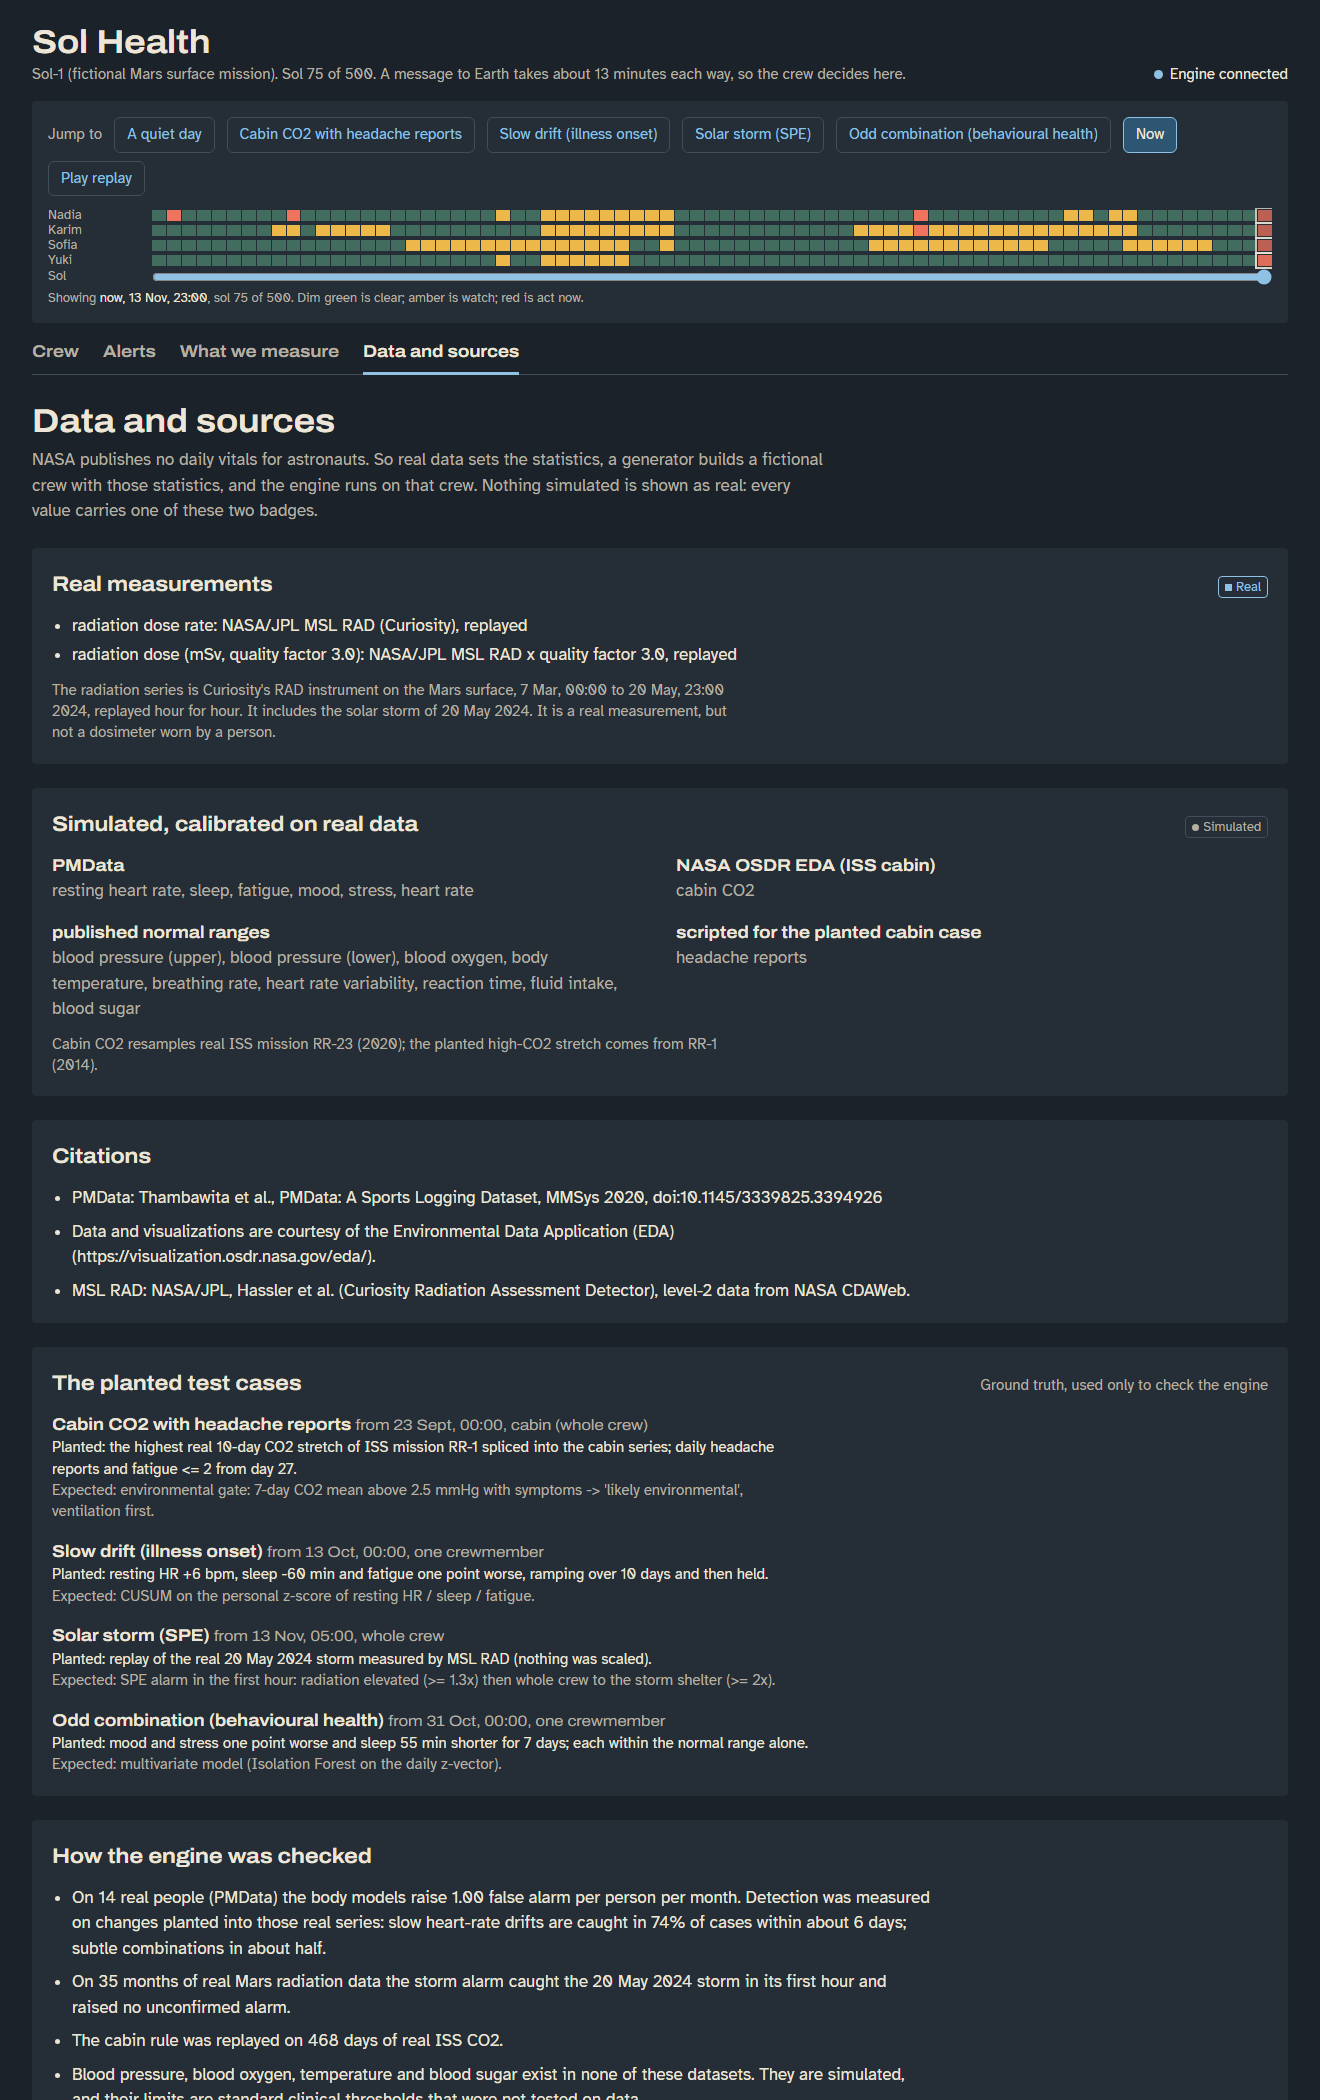 Sol Health
Sol-1 (fictional Mars surface mission). Sol 75 of 500. A message to Earth takes about 13 minutes each way, so the crew decides here.
Engine connected
Jump to
A quiet day
Cabin CO2 with headache reports
Slow drift (illness onset)
Solar storm (SPE)
Odd combination (behavioural health)
Now
Play replay
Nadia
Karim
Sofia
Yuki
Sol
Showing now, 13 Nov, 23:00, sol 75 of 500. Dim green is clear; amber is watch; red is act now.
Crew
Alerts
What we measure
Data and sources
Data and sources
NASA publishes no daily vitals for astronauts. So real data sets the statistics, a generator builds a fictional
crew with those statistics, and the engine runs on that crew. Nothing simulated is shown as real: every
value carries one of these two badges.
Real measurements
Real
• radiation dose rate: NASA/JPL MSL RAD (Curiosity), replayed
• radiation dose (mSv, quality factor 3.0): NASA/JPL MSL RAD x quality factor 3.0, replayed
The radiation series is Curiosity's RAD instrument on the Mars surface, 7 Mar, 00:00 to 20 May, 23:00
2024, replayed hour for hour. It includes the solar storm of 20 May 2024. It is a real measurement, but
not a dosimeter worn by a person.
Simulated, calibrated on real data
Simulated
PMData
resting heart rate, sleep, fatigue, mood, stress, heart rate
NASA OSDR EDA (ISS cabin)
cabin CO2
published normal ranges
blood pressure (upper), blood pressure (lower), blood oxygen, body
temperature, breathing rate, heart rate variability, reaction time, fluid intake,
blood sugar
scripted for the planted cabin case
headache reports
Cabin CO2 resamples real ISS mission RR-23 (2020); the planted high-CO2 stretch comes from RR-1
(2014).
Citations
• PMData: Thambawita et al., PMData: A Sports Logging Dataset, MMSys 2020, doi:10.1145/3339825.3394926
• Data and visualizations are courtesy of the Environmental Data Application (EDA)
(https://visualization.osdr.nasa.gov/eda/).
• MSL RAD: NASA/JPL, Hassler et al. (Curiosity Radiation Assessment Detector), level-2 data from NASA CDAWeb.
The planted test cases
Ground truth, used only to check the engine
Cabin CO2 with headache reports from 23 Sept, 00:00, cabin (whole crew)
Planted: the highest real 10-day CO2 stretch of ISS mission RR-1 spliced into the cabin series; daily headache
reports and fatigue <= 2 from day 27.
Expected: environmental gate: 7-day CO2 mean above 2.5 mmHg with symptoms -> 'likely environmental',
ventilation first.
Slow drift (illness onset) from 13 Oct, 00:00, one crewmember
Planted: resting HR +6 bpm, sleep -60 min and fatigue one point worse, ramping over 10 days and then held.
Expected: CUSUM on the personal z-score of resting HR / sleep / fatigue.
Solar storm (SPE) from 13 Nov, 05:00, whole crew
Planted: replay of the real 20 May 2024 storm measured by MSL RAD (nothing was scaled).
Expected: SPE alarm in the first hour: radiation elevated (>= 1.3x) then whole crew to the storm shelter (>= 2x).
Odd combination (behavioural health) from 31 Oct, 00:00, one crewmember
Planted: mood and stress one point worse and sleep 55 min shorter for 7 days; each within the normal range alone.
Expected: multivariate model (Isolation Forest on the daily z-vector).
How the engine was checked
• On 14 real people (PMData) the body models raise 1.00 false alarm per person per month. Detection was measured
on changes planted into those real series: slow heart-rate drifts are caught in 74% of cases within about 6 days;
subtle combinations in about half.
• On 35 months of real Mars radiation data the storm alarm caught the 20 May 2024 storm in its first hour and
raised no unconfirmed alarm.
• The cabin rule was replayed on 468 days of real ISS CO2.
• Blood pressure, blood oxygen, temperature and blood sugar exist in none of these datasets. They are simulated,
and their limits are standard clinical thresholds that were not tested on data.